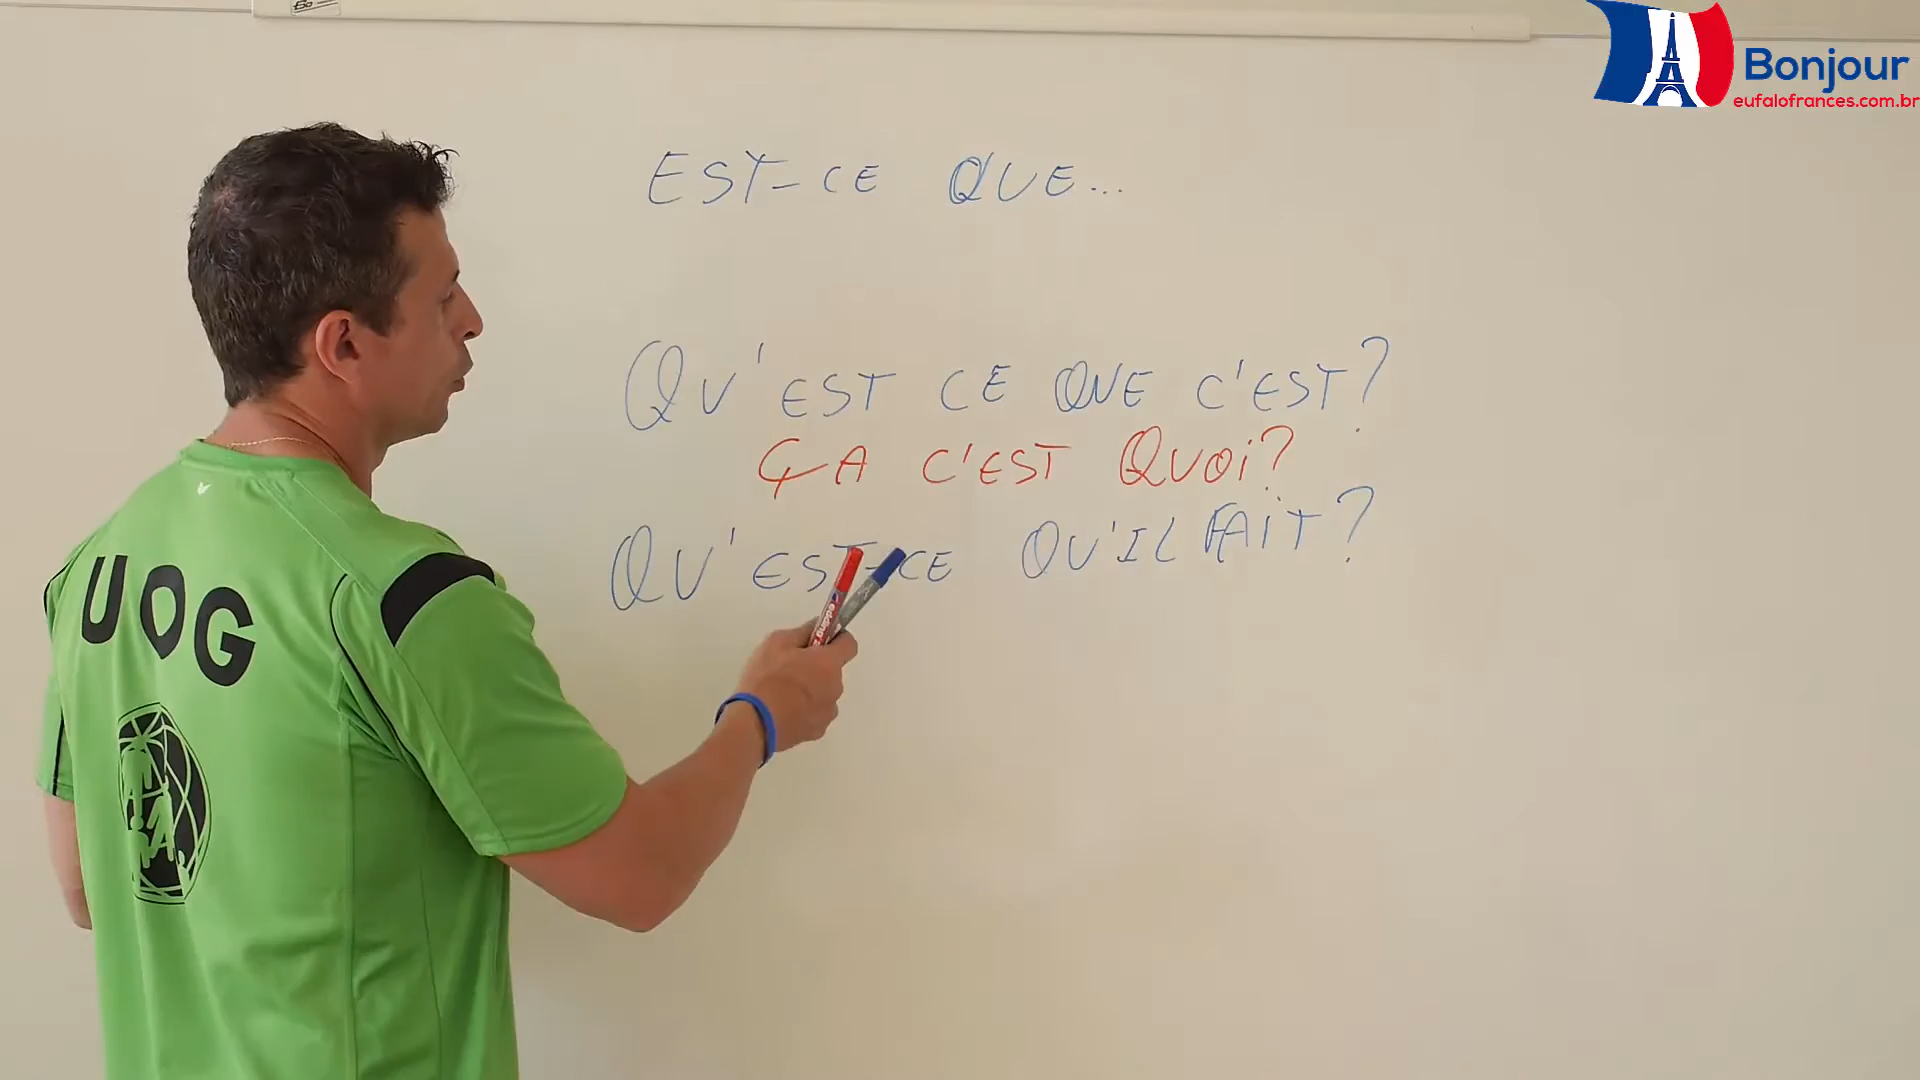 Bonjour
eufalofrances.com.br
EST-CE QUE...
QU'EST CE QUE C'EST?
ÇA C'EST QUOI?
QU'EST-CE QU'IL FAIT?
UOG
edding